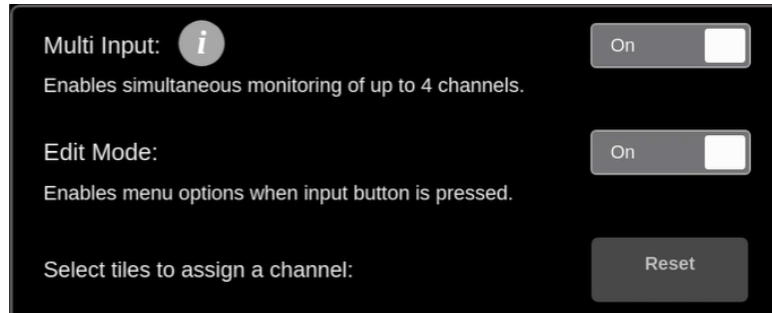 Multi Input: i On
Enables simultaneous monitoring of up to 4 channels.
Edit Mode: On
Enables menu options when input button is pressed.
Select tiles to assign a channel: Reset